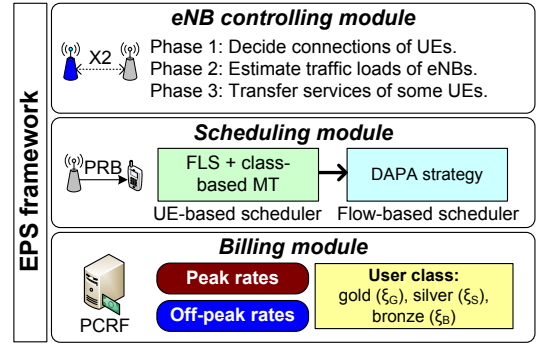 EPS framework
eNB controlling module
X2
Phase 1: Decide connections of UEs.
Phase 2: Estimate traffic loads of eNBs.
Phase 3: Transfer services of some UEs.
Scheduling module
PRB
FLS + class-
based MT
UE-based scheduler
DAPA strategy
Flow-based scheduler
Billing module
PCRF
Peak rates
Off-peak rates
User class:
gold (ξG), silver (ξS),
bronze (ξB)